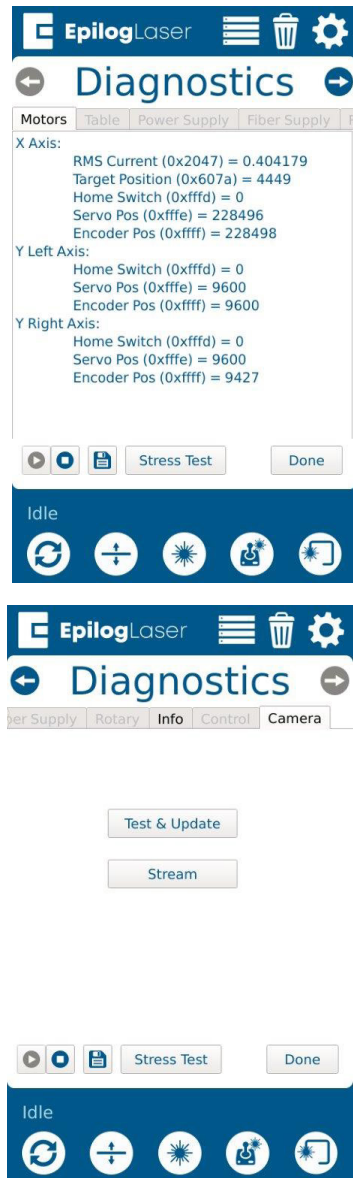 EpilogLaser
Diagnostics
Motors Table Power Supply Fiber Supply
X Axis:
RMS Current (0x2047) = 0.404179
Target Position (0x607a) = 4449
Home Switch (0xfffd) = 0
Servo Pos (0xfffe) = 228496
Encoder Pos (0xffff) = 228498
Y Left Axis:
Home Switch (0xfffd) = 0
Servo Pos (0xfffe) = 9600
Encoder Pos (0xffff) = 9600
Y Right Axis:
Home Switch (0xfffd) = 0
Servo Pos (0xfffe) = 9600
Encoder Pos (0xffff) = 9427
Stress Test Done
Idle
EpilogLaser
Diagnostics
ber Supply Rotary Info Control Camera
Test & Update
Stream
Stress Test Done
Idle